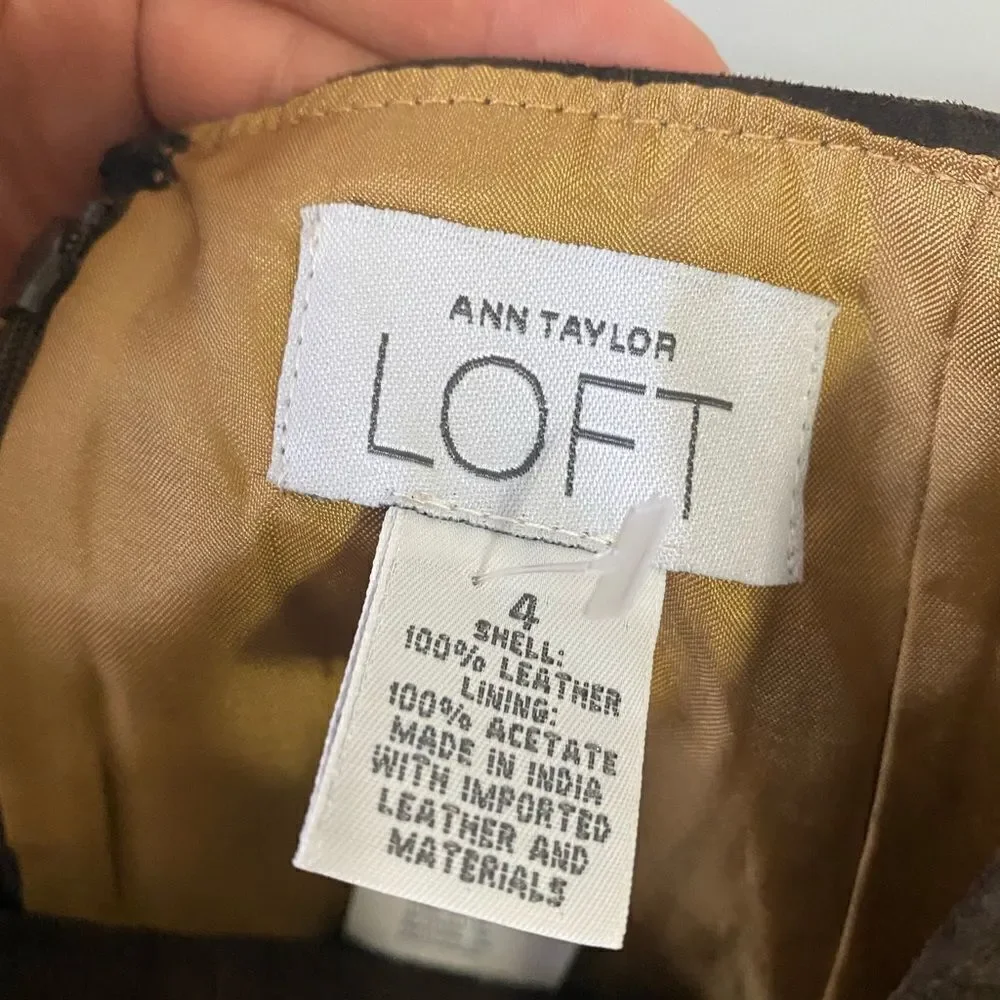 ANN TAYLOR
LOFT
4
SHELL:
100% LEATHER
LINING:
100% ACETATE
MADE IN INDIA
WITH IMPORTED
LEATHER AND
MATERIALS